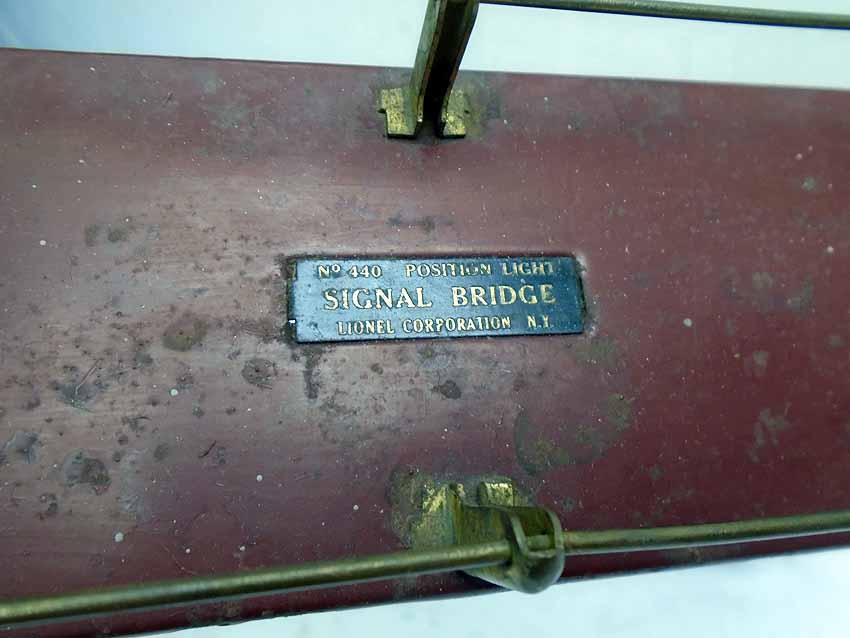 Nº 440 POSITION LIGHT
SIGNAL BRIDGE
LIONEL CORPORATION N.Y.